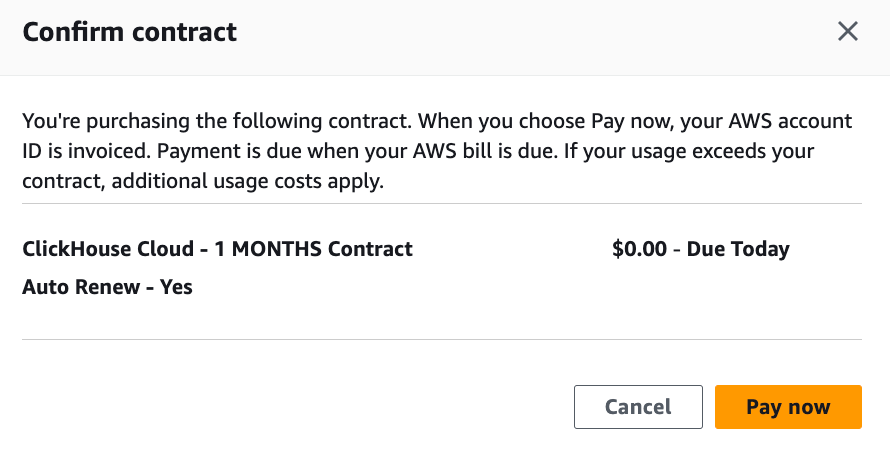 Confirm contract
You're purchasing the following contract. When you choose Pay now, your AWS account
ID is invoiced. Payment is due when your AWS bill is due. If your usage exceeds your
contract, additional usage costs apply.
ClickHouse Cloud - 1 MONTHS Contract $0.00 - Due Today
Auto Renew - Yes
Cancel Pay now